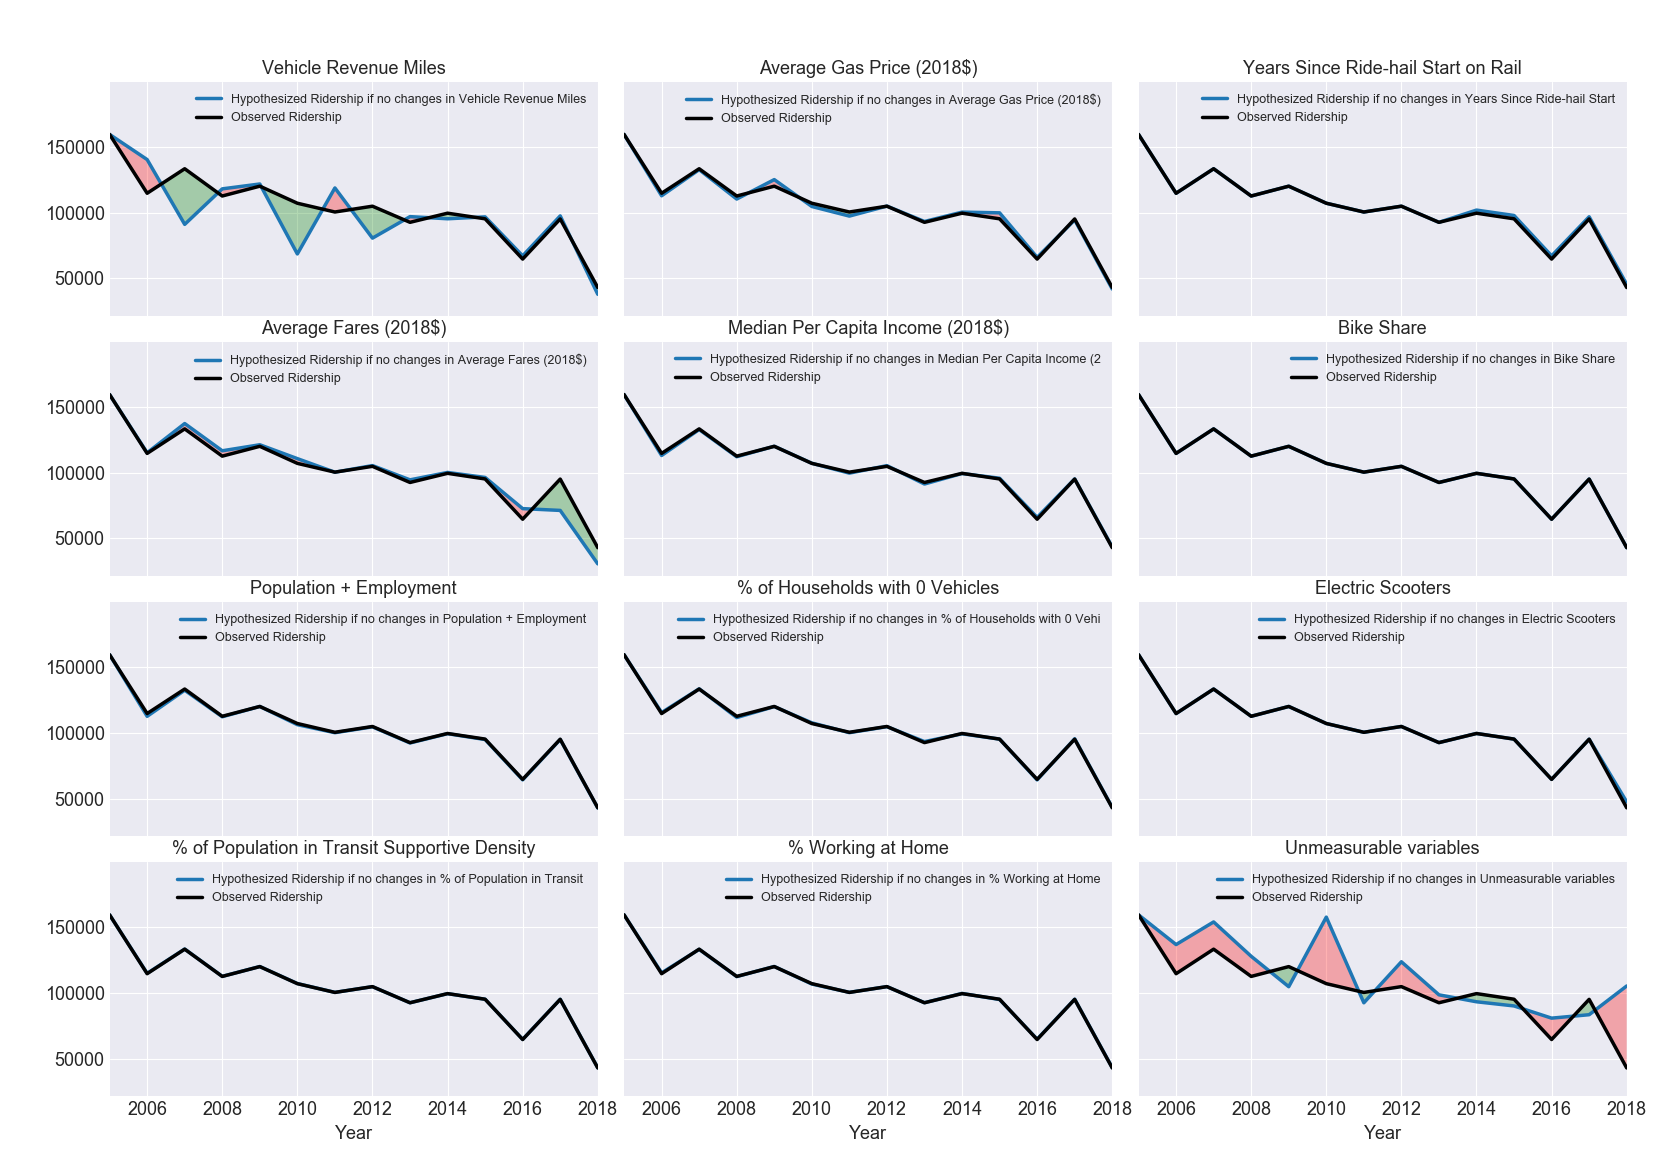 Vehicle Revenue Miles
Hypothesized Ridership if no changes in Vehicle Revenue Miles
Observed Ridership
150000
100000
50000
Average Gas Price (2018$)
Hypothesized Ridership if no changes in Average Gas Price (2018$)
Observed Ridership
Years Since Ride-hail Start on Rail
Hypothesized Ridership if no changes in Years Since Ride-hail Start
Observed Ridership
Average Fares (2018$)
Hypothesized Ridership if no changes in Average Fares (2018$)
Observed Ridership
150000
100000
50000
Median Per Capita Income (2018$)
Hypothesized Ridership if no changes in Median Per Capita Income (2
Observed Ridership
Bike Share
Hypothesized Ridership if no changes in Bike Share
Observed Ridership
Population + Employment
Hypothesized Ridership if no changes in Population + Employment
Observed Ridership
150000
100000
50000
% of Households with 0 Vehicles
Hypothesized Ridership if no changes in % of Households with 0 Vehi
Observed Ridership
Electric Scooters
Hypothesized Ridership if no changes in Electric Scooters
Observed Ridership
% of Population in Transit Supportive Density
Hypothesized Ridership if no changes in % of Population in Transit
Observed Ridership
150000
100000
50000
2006 2008 2010 2012 2014 2016 2018
Year
% Working at Home
Hypothesized Ridership if no changes in % Working at Home
Observed Ridership
2006 2008 2010 2012 2014 2016 2018
Year
Unmeasurable variables
Hypothesized Ridership if no changes in Unmeasurable variables
Observed Ridership
2006 2008 2010 2012 2014 2016 2018
Year